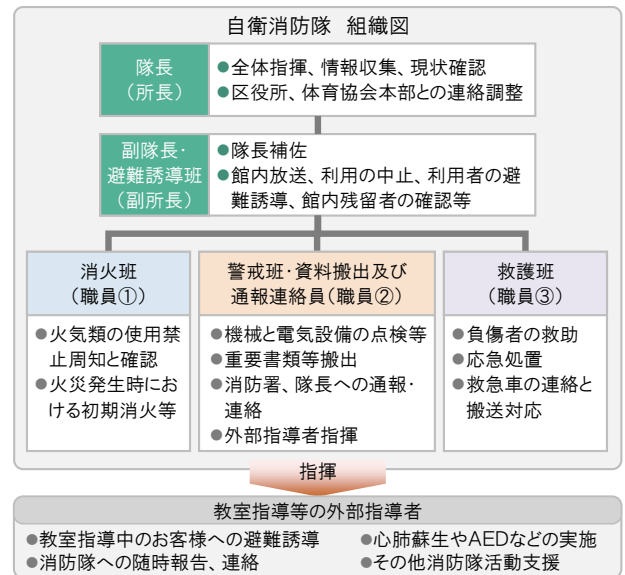 自衛消防隊 組織図
隊長
（所長）
●全体指揮、情報収集、現状確認
●区役所、体育協会本部との連絡調整
副隊長・
避難誘導班
（副所長）
●隊長補佐
●館内放送、利用の中止、利用者の避
難誘導、館内残留者の確認等
消火班
（職員①）
●火気類の使用禁
止周知と確認
●火災発生時にお
ける初期消火等
警戒班・資料搬出及び
通報連絡員（職員②）
●機械と電気設備の点検等
●重要書類等搬出
●消防署、隊長への通報・
連絡
●外部指導者指揮
救護班
（職員③）
●負傷者の救助
●応急処置
●救急車の連絡と
搬送対応
指揮
教室指導等の外部指導者
●教室指導中のお客様への避難誘導
●消防隊への随時報告、連絡
●心肺蘇生やAEDなどの実施
●その他消防隊活動支援